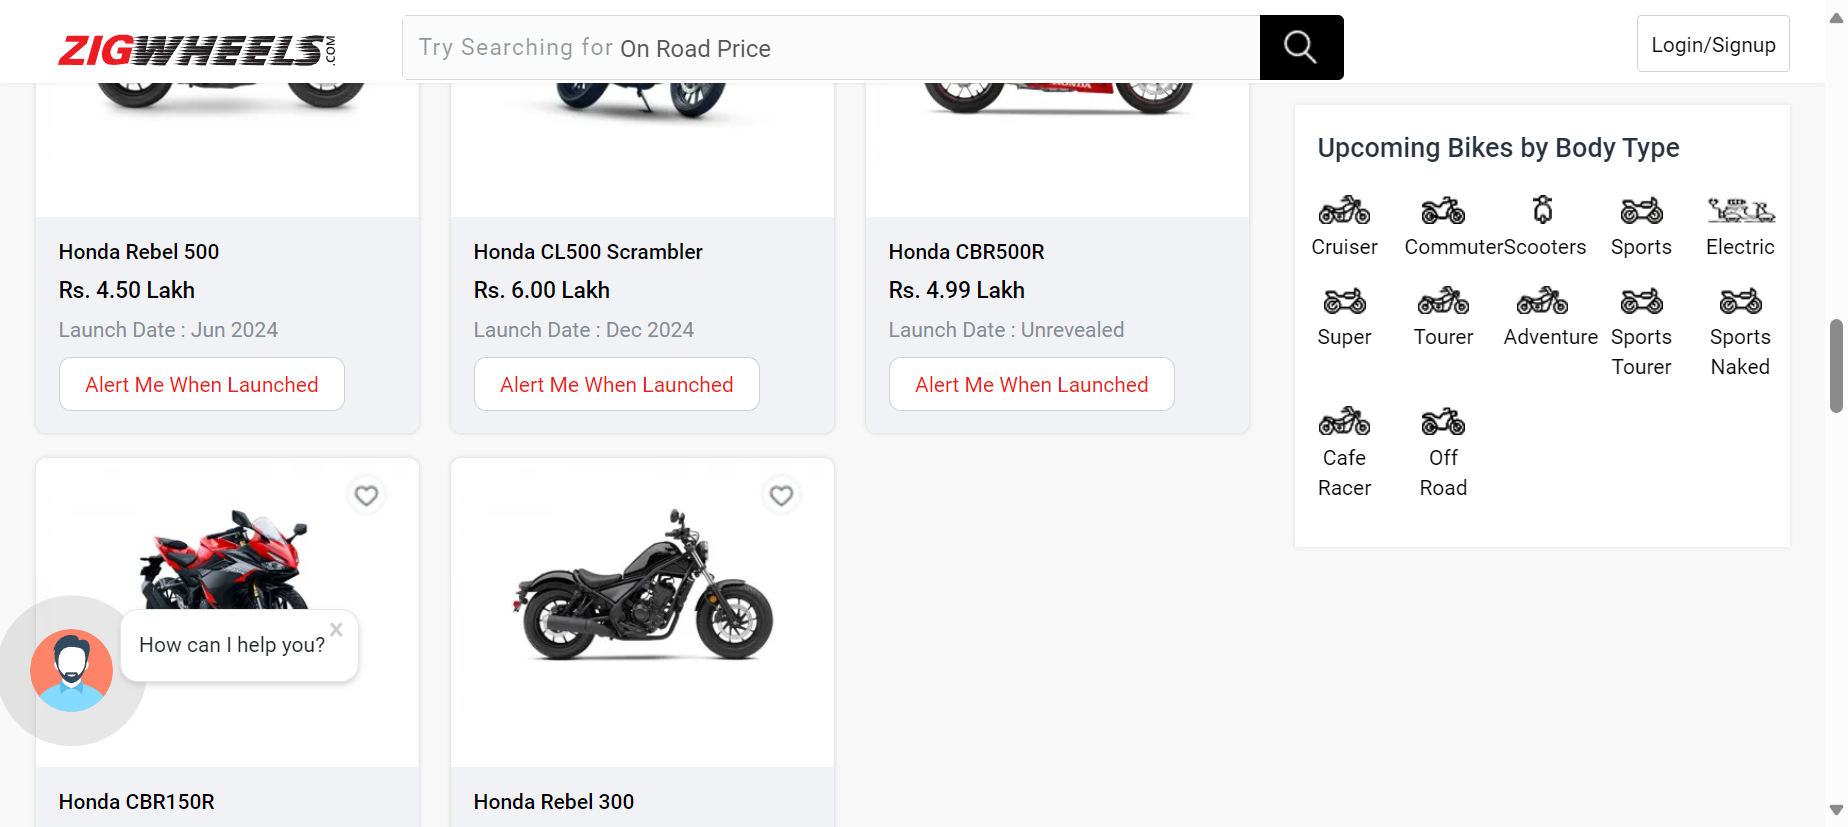 ZIGWHEELS.COM
Try Searching for On Road Price
Login/Signup
HONDA
Honda Rebel 500
Rs. 4.50 Lakh
Launch Date : Jun 2024
Alert Me When Launched
Honda CL500 Scrambler
Rs. 6.00 Lakh
Launch Date : Dec 2024
Alert Me When Launched
Honda CBR500R
Rs. 4.99 Lakh
Launch Date : Unrevealed
Alert Me When Launched
Honda CBR150R
Honda Rebel 300
How can I help you?
Upcoming Bikes by Body Type
Cruiser
Commuter
Scooters
Sports
Electric
Super
Tourer
Adventure
Sports
Tourer
Sports
Naked
Cafe
Racer
Off
Road